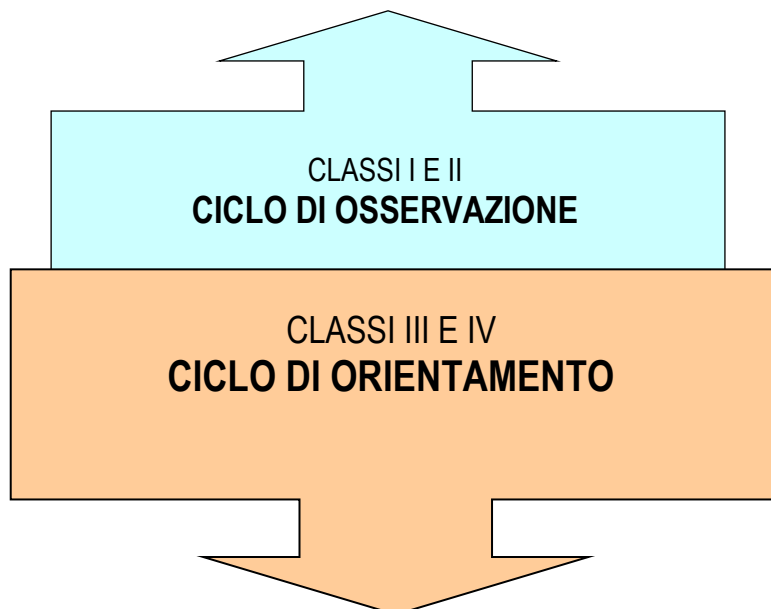 CLASSI I E II
CICLO DI OSSERVAZIONE
CLASSI III E IV
CICLO DI ORIENTAMENTO